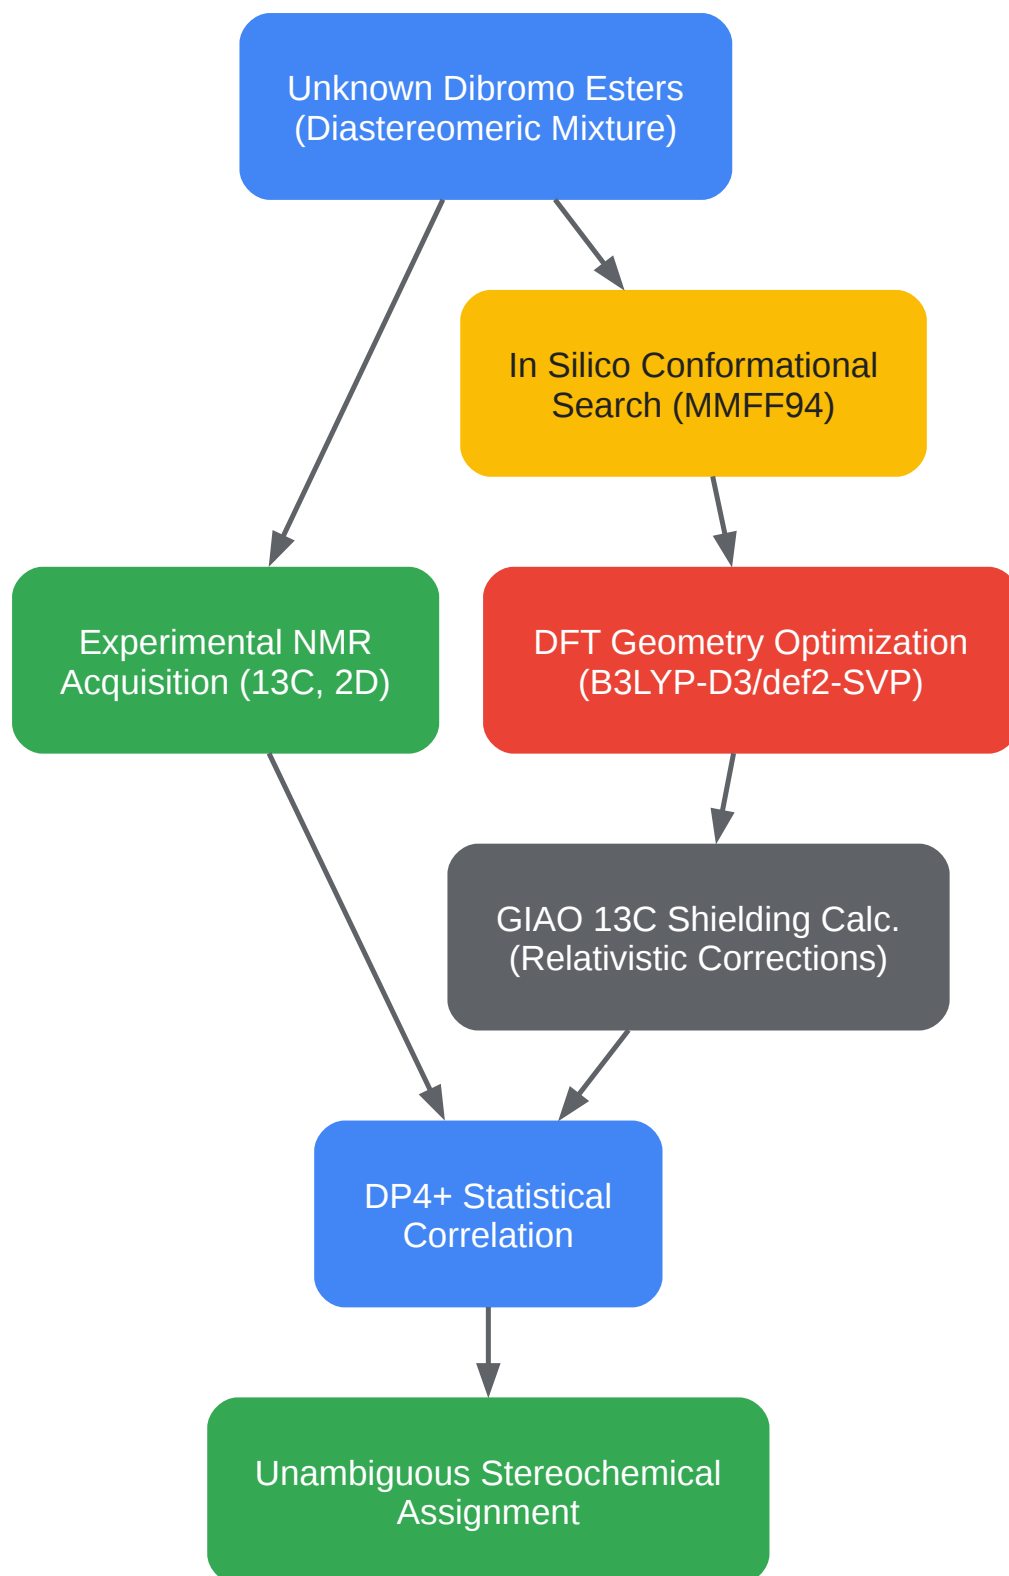 Unknown Dibromo Esters
(Diastereomeric Mixture)
In Silico Conformational
Search (MMFF94)
Experimental NMR
Acquisition (13C, 2D)
DFT Geometry Optimization
(B3LYP-D3/def2-SVP)
GIAO 13C Shielding Calc.
(Relativistic Corrections)
DP4+ Statistical
Correlation
Unambiguous Stereochemical
Assignment